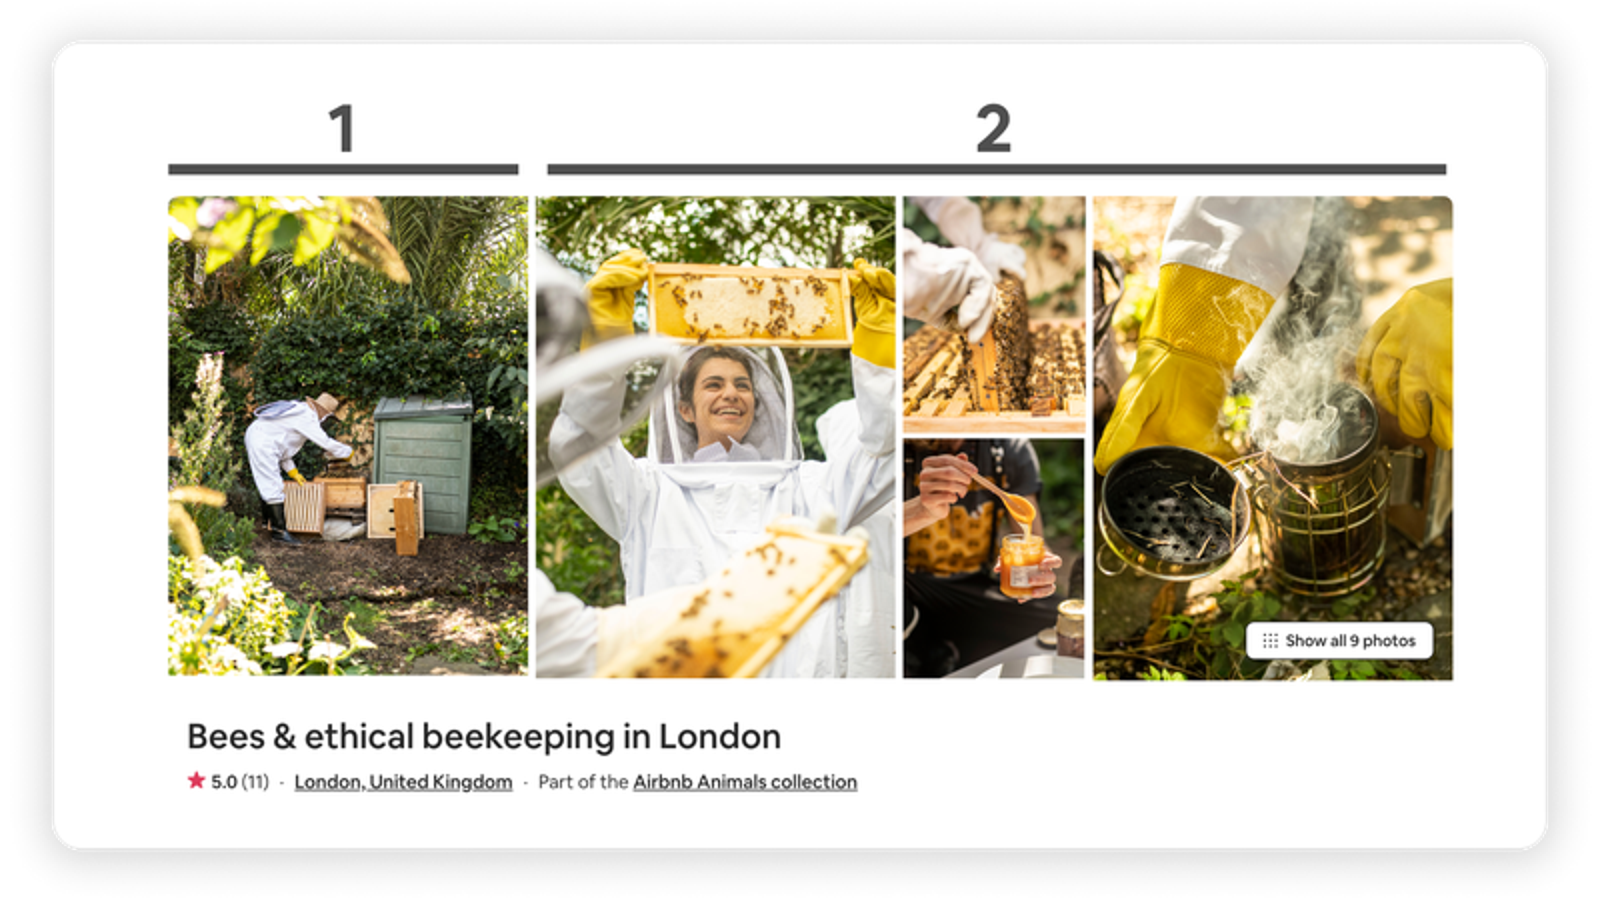 1
2
Show all 9 photos
Bees & ethical beekeeping in London
5.0 (11) · London, United Kingdom · Part of the Airbnb Animals collection